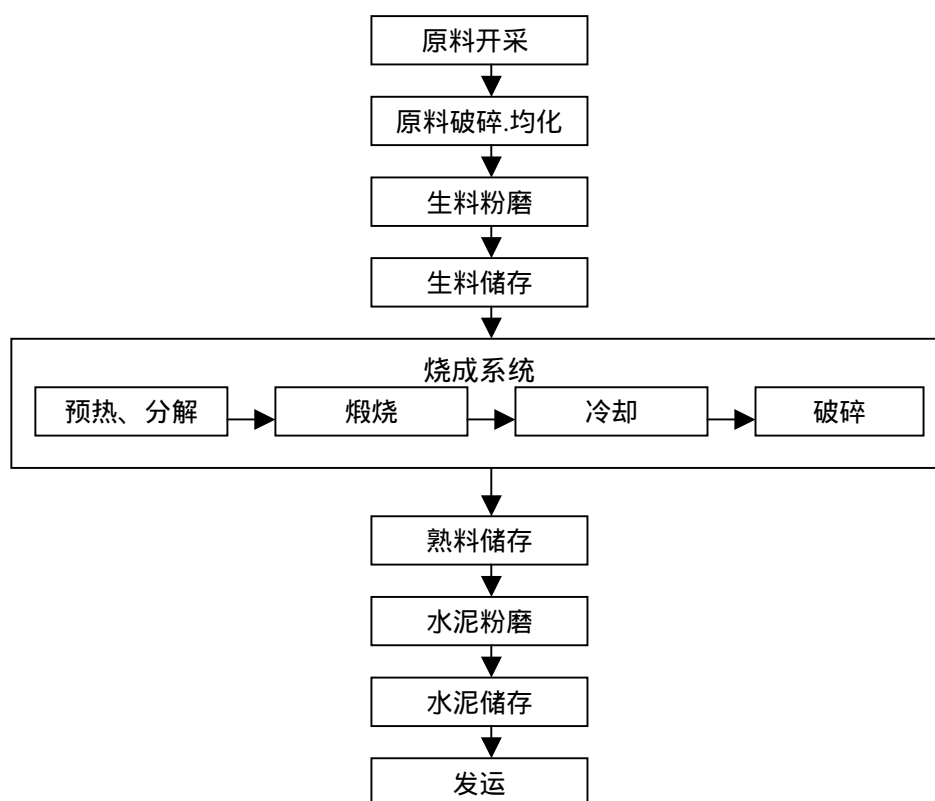 原料开采
原料破碎.均化
生料粉磨
生料储存
烧成系统
预热、分解
煅烧
冷却
破碎
熟料储存
水泥粉磨
水泥储存
发运